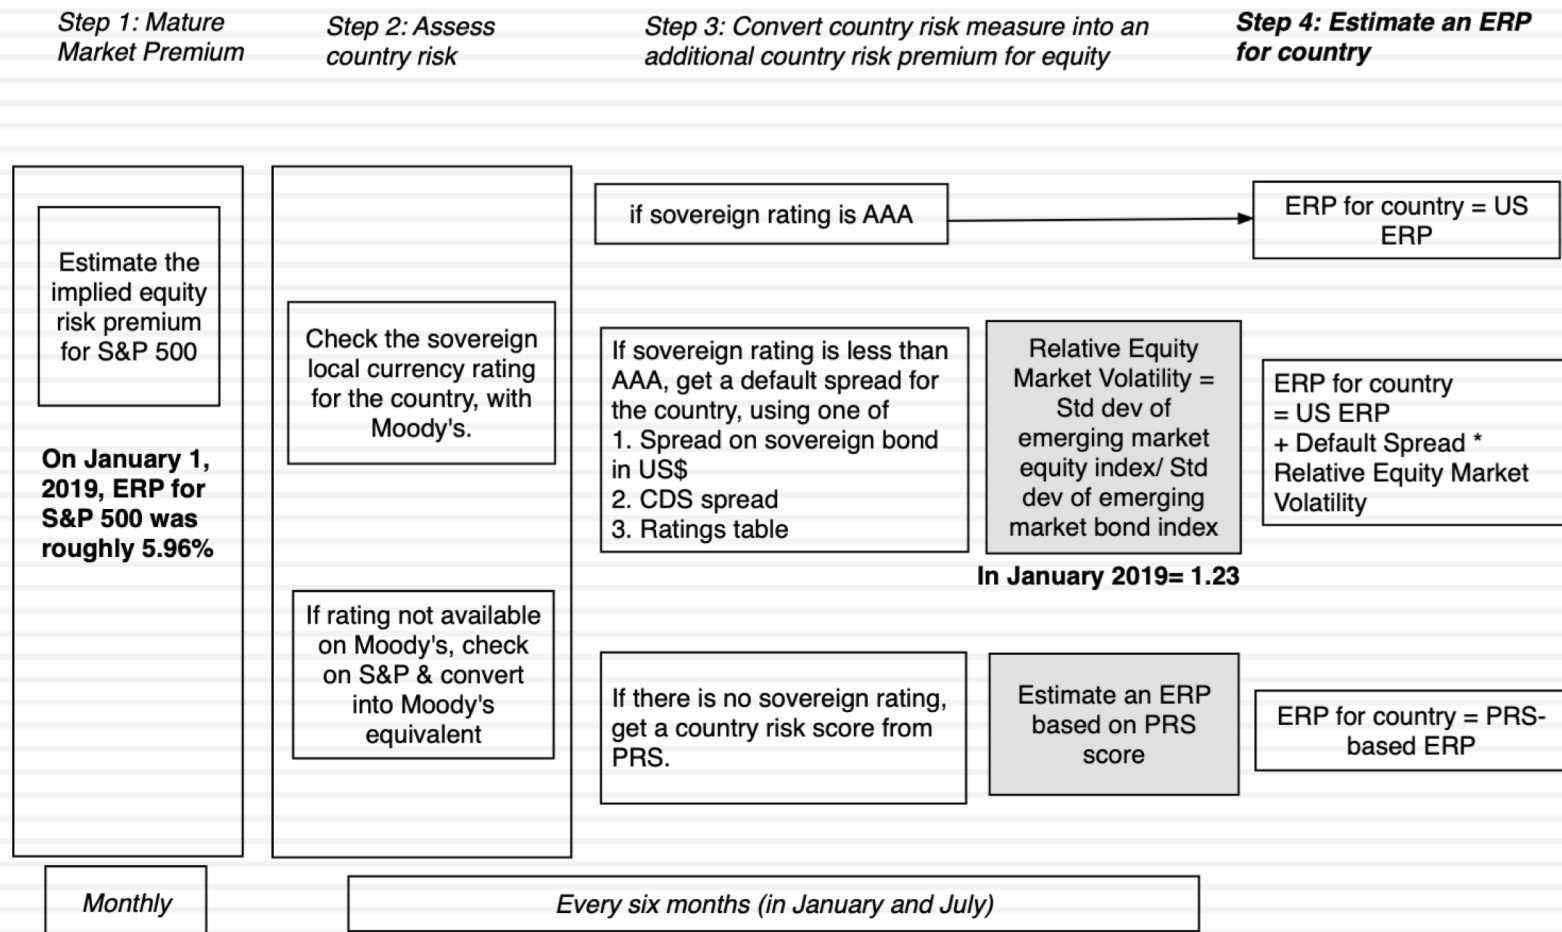 Step 1: Mature
Market Premium
Step 2: Assess
country risk
Step 3: Convert country risk measure into an
additional country risk premium for equity
Step 4: Estimate an ERP
for country
Estimate the
implied equity
risk premium
for S&P 500
On January 1,
2019, ERP for
S&P 500 was
roughly 5.96%
Check the sovereign
local currency rating
for the country, with
Moody's.
If rating not available
on Moody's, check
on S&P & convert
into Moody's
equivalent
if sovereign rating is AAA
ERP for country = US
ERP
If sovereign rating is less than
AAA, get a default spread for
the country, using one of
1. Spread on sovereign bond
in US$
2. CDS spread
3. Ratings table
Relative Equity
Market Volatility =
Std dev of
emerging market
equity index/ Std
dev of emerging
market bond index
In January 2019= 1.23
ERP for country
= US ERP
+ Default Spread *
Relative Equity Market
Volatility
If there is no sovereign rating,
get a country risk score from
PRS.
Estimate an ERP
based on PRS
score
ERP for country = PRS-
based ERP
Monthly
Every six months (in January and July)